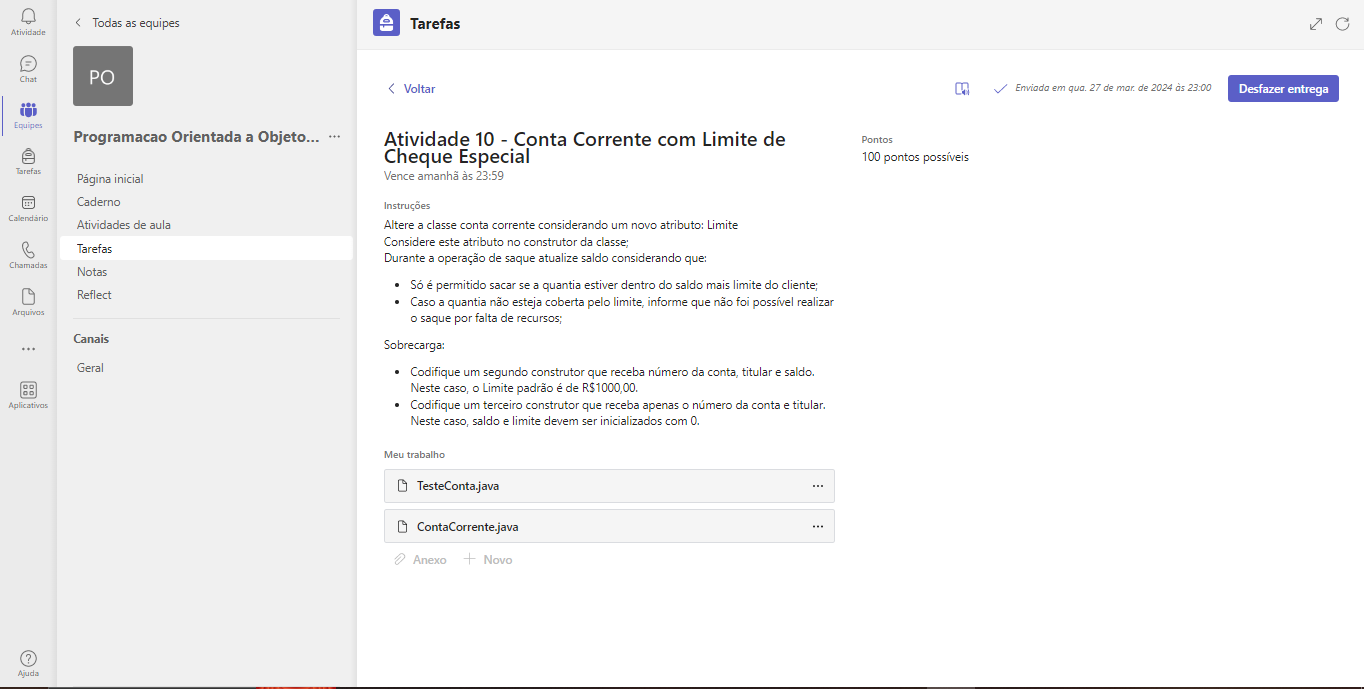 Atividade
Chat
Equipes
Tarefas
Calendário
Chamadas
Arquivos
Aplicativos
Ajuda
Todas as equipes
PO
Programacao Orientada a Objeto...
Página inicial
Caderno
Atividades de aula
Tarefas
Notas
Reflect
Canais
Geral
Tarefas
Voltar
Enviada em qua. 27 de mar. de 2024 às 23:00
Desfazer entrega
Atividade 10 - Conta Corrente com Limite de
Cheque Especial
Vence amanhã às 23:59
Pontos
100 pontos possíveis
Instruções
Altere a classe conta corrente considerando um novo atributo: Limite
Considere este atributo no construtor da classe;
Durante a operação de saque atualize saldo considerando que:
• Só é permitido sacar se a quantia estiver dentro do saldo mais limite do cliente;
• Caso a quantia não esteja coberta pelo limite, informe que não foi possível realizar
o saque por falta de recursos;
Sobrecarga:
• Codifique um segundo construtor que receba número da conta, titular e saldo.
Neste caso, o Limite padrão é de R$1000,00.
• Codifique um terceiro construtor que receba apenas o número da conta e titular.
Neste caso, saldo e limite devem ser inicializados com 0.
Meu trabalho
TesteConta.java
ContaCorrente.java
Anexo
Novo